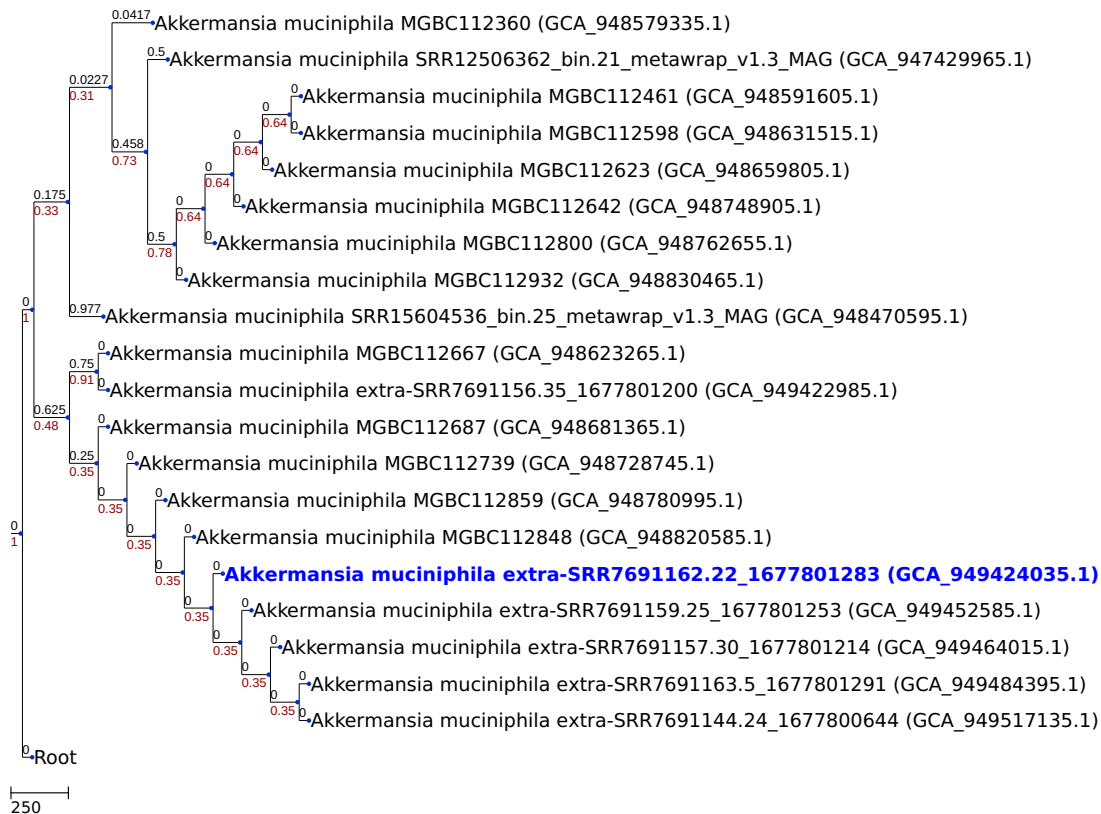 0.0417
Akkermansia muciniphila MGBC112360 (GCA_948579335.1)
0.5
Akkermansia muciniphila SRR12506362_bin.21_metawrap_v1.3_MAG (GCA_947429965.1)
0.0227
0.31
0
Akkermansia muciniphila MGBC112461 (GCA_948591605.1)
0
0.64
0
Akkermansia muciniphila MGBC112598 (GCA_948631515.1)
0.458
0.73
0
0.64
0
Akkermansia muciniphila MGBC112623 (GCA_948659805.1)
0
0.64
0
Akkermansia muciniphila MGBC112642 (GCA_948748905.1)
0.175
0.33
0
0.64
0
Akkermansia muciniphila MGBC112800 (GCA_948762655.1)
0.5
0.78
0
Akkermansia muciniphila MGBC112932 (GCA_948830465.1)
0
1
0.977
Akkermansia muciniphila SRR15604536_bin.25_metawrap_v1.3_MAG (GCA_948470595.1)
0
Akkermansia muciniphila MGBC112667 (GCA_948623265.1)
0.75
0.91
0
Akkermansia muciniphila extra-SRR7691156.35_1677801200 (GCA_949422985.1)
0.625
0.48
0
Akkermansia muciniphila MGBC112687 (GCA_948681365.1)
0.25
0.35
0
Akkermansia muciniphila MGBC112739 (GCA_948728745.1)
0
0.35
0
Akkermansia muciniphila MGBC112859 (GCA_948780995.1)
0
1
0
0.35
0
Akkermansia muciniphila MGBC112848 (GCA_948820585.1)
0
0.35
0
Akkermansia muciniphila extra-SRR7691162.22_1677801283 (GCA_949424035.1)
0
0.35
0
Akkermansia muciniphila extra-SRR7691159.25_1677801253 (GCA_949452585.1)
0
0.35
0
Akkermansia muciniphila extra-SRR7691157.30_1677801214 (GCA_949464015.1)
0
0.35
0
Akkermansia muciniphila extra-SRR7691163.5_1677801291 (GCA_949484395.1)
0
0.35
0
Akkermansia muciniphila extra-SRR7691144.24_1677800644 (GCA_949517135.1)
0
Root
250